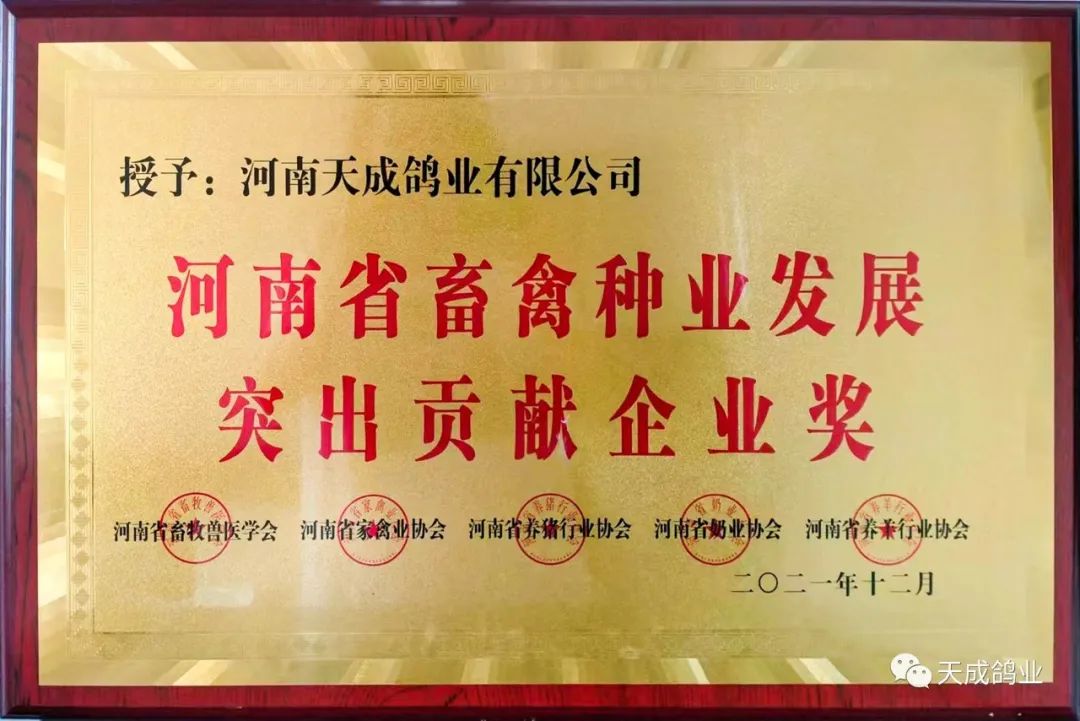 授予：河南天成鸽业有限公司
河南省畜禽种业发展
突出贡献企业奖
河南省畜牧兽医学会 河南省家禽业协会 河南省养猪行业协会 河南省奶业协会 河南省养羊行业协会
二〇二一年十二月
天成鸽业